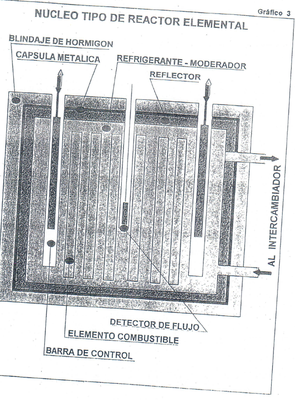 Gráfico 3
NUCLEO TIPO DE REACTOR ELEMENTAL
BLINDAJE DE HORMIGON
CAPSULA METALICA
REFRIGERANTE - MODERADOR
REFLECTOR
AL INTERCAMBIADOR
DETECTOR DE FLUJO
ELEMENTO COMBUSTIBLE
BARRA DE CONTROL